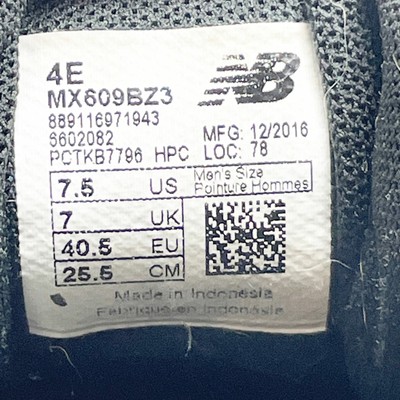 4E
NB
MX609BZ3
889116971943
6602082 MFG: 12/2016
PCTKB7796 HPC LOC: 78
7.5 US Men's Size
Pointure Hommes
7 UK
40.5 EU
25.5 CM
Made in Indonesia
Fabriqué en Indonésie